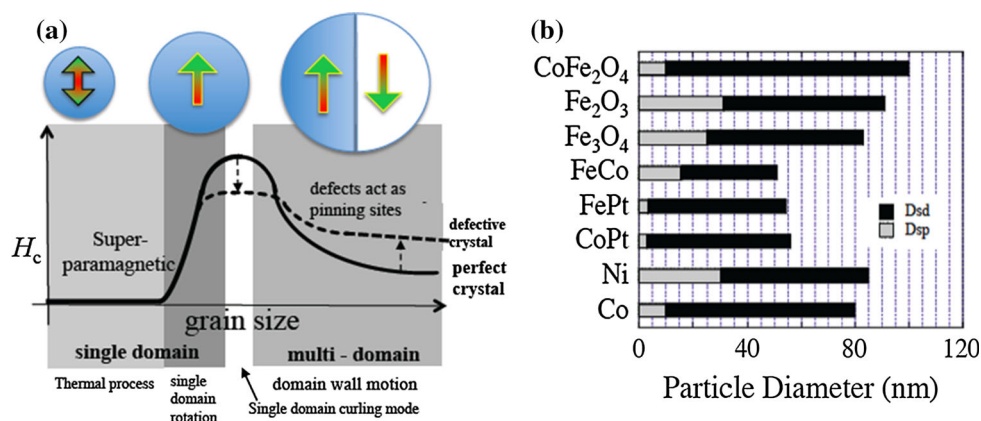 (a)
Super-
paramagnetic
defects act as
pinning sites
defective
crystal
perfect
crystal
Hc
grain size
single domain
multi - domain
Thermal process
single
domain
rotation
domain wall motion
Single domain curling mode
(b)
CoFe₂O₄
Fe₂O₃
Fe₃O₄
FeCo
FePt
CoPt
Ni
Co
Dsd
Dsp
0 40 80 120
Particle Diameter (nm)